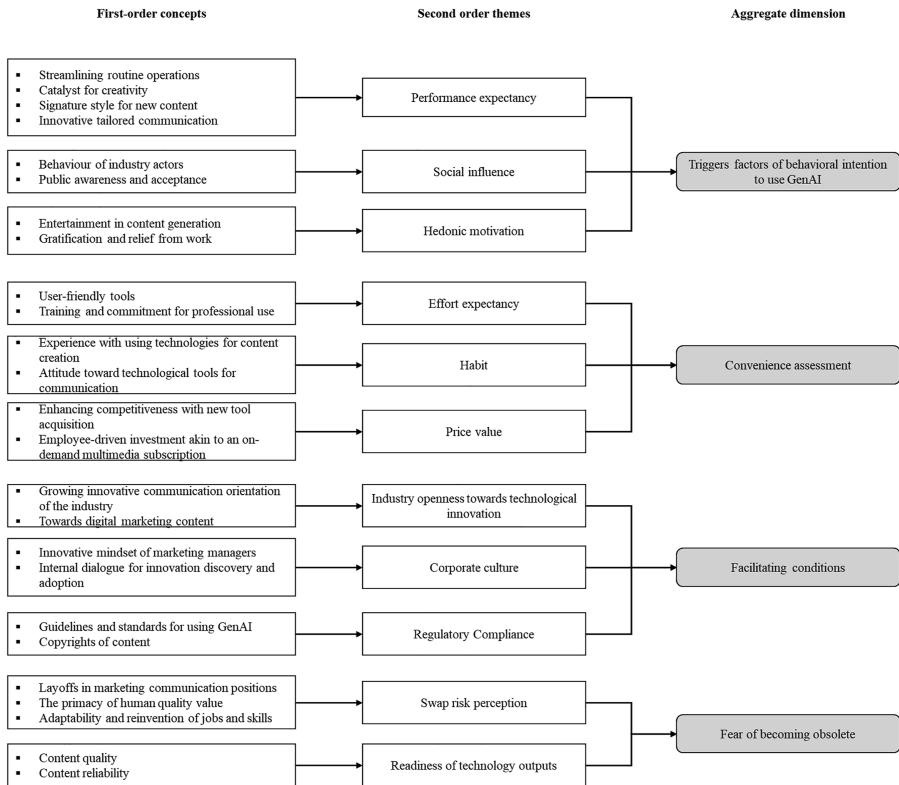 First-order concepts
Second order themes
Aggregate dimension
▪ Streamlining routine operations
▪ Catalyst for creativity
▪ Signature style for new content
▪ Innovative tailored communication
Performance expectancy
▪ Behaviour of industry actors
▪ Public awareness and acceptance
Social influence
▪ Entertainment in content generation
▪ Gratification and relief from work
Hedonic motivation
Triggers factors of behavioral intention
to use GenAI
▪ User-friendly tools
▪ Training and commitment for professional use
Effort expectancy
▪ Experience with using technologies for content
creation
▪ Attitude toward technological tools for
communication
Habit
▪ Enhancing competitiveness with new tool
acquisition
▪ Employee-driven investment akin to an on-
demand multimedia subscription
Price value
Convenience assessment
▪ Growing innovative communication orientation
of the industry
▪ Towards digital marketing content
Industry openness towards technological
innovation
▪ Innovative mindset of marketing managers
▪ Internal dialogue for innovation discovery and
adoption
Corporate culture
▪ Guidelines and standards for using GenAI
▪ Copyrights of content
Regulatory Compliance
Facilitating conditions
▪ Layoffs in marketing communication positions
▪ The primacy of human quality value
▪ Adaptability and reinvention of jobs and skills
Swap risk perception
▪ Content quality
▪ Content reliability
Readiness of technology outputs
Fear of becoming obsolete